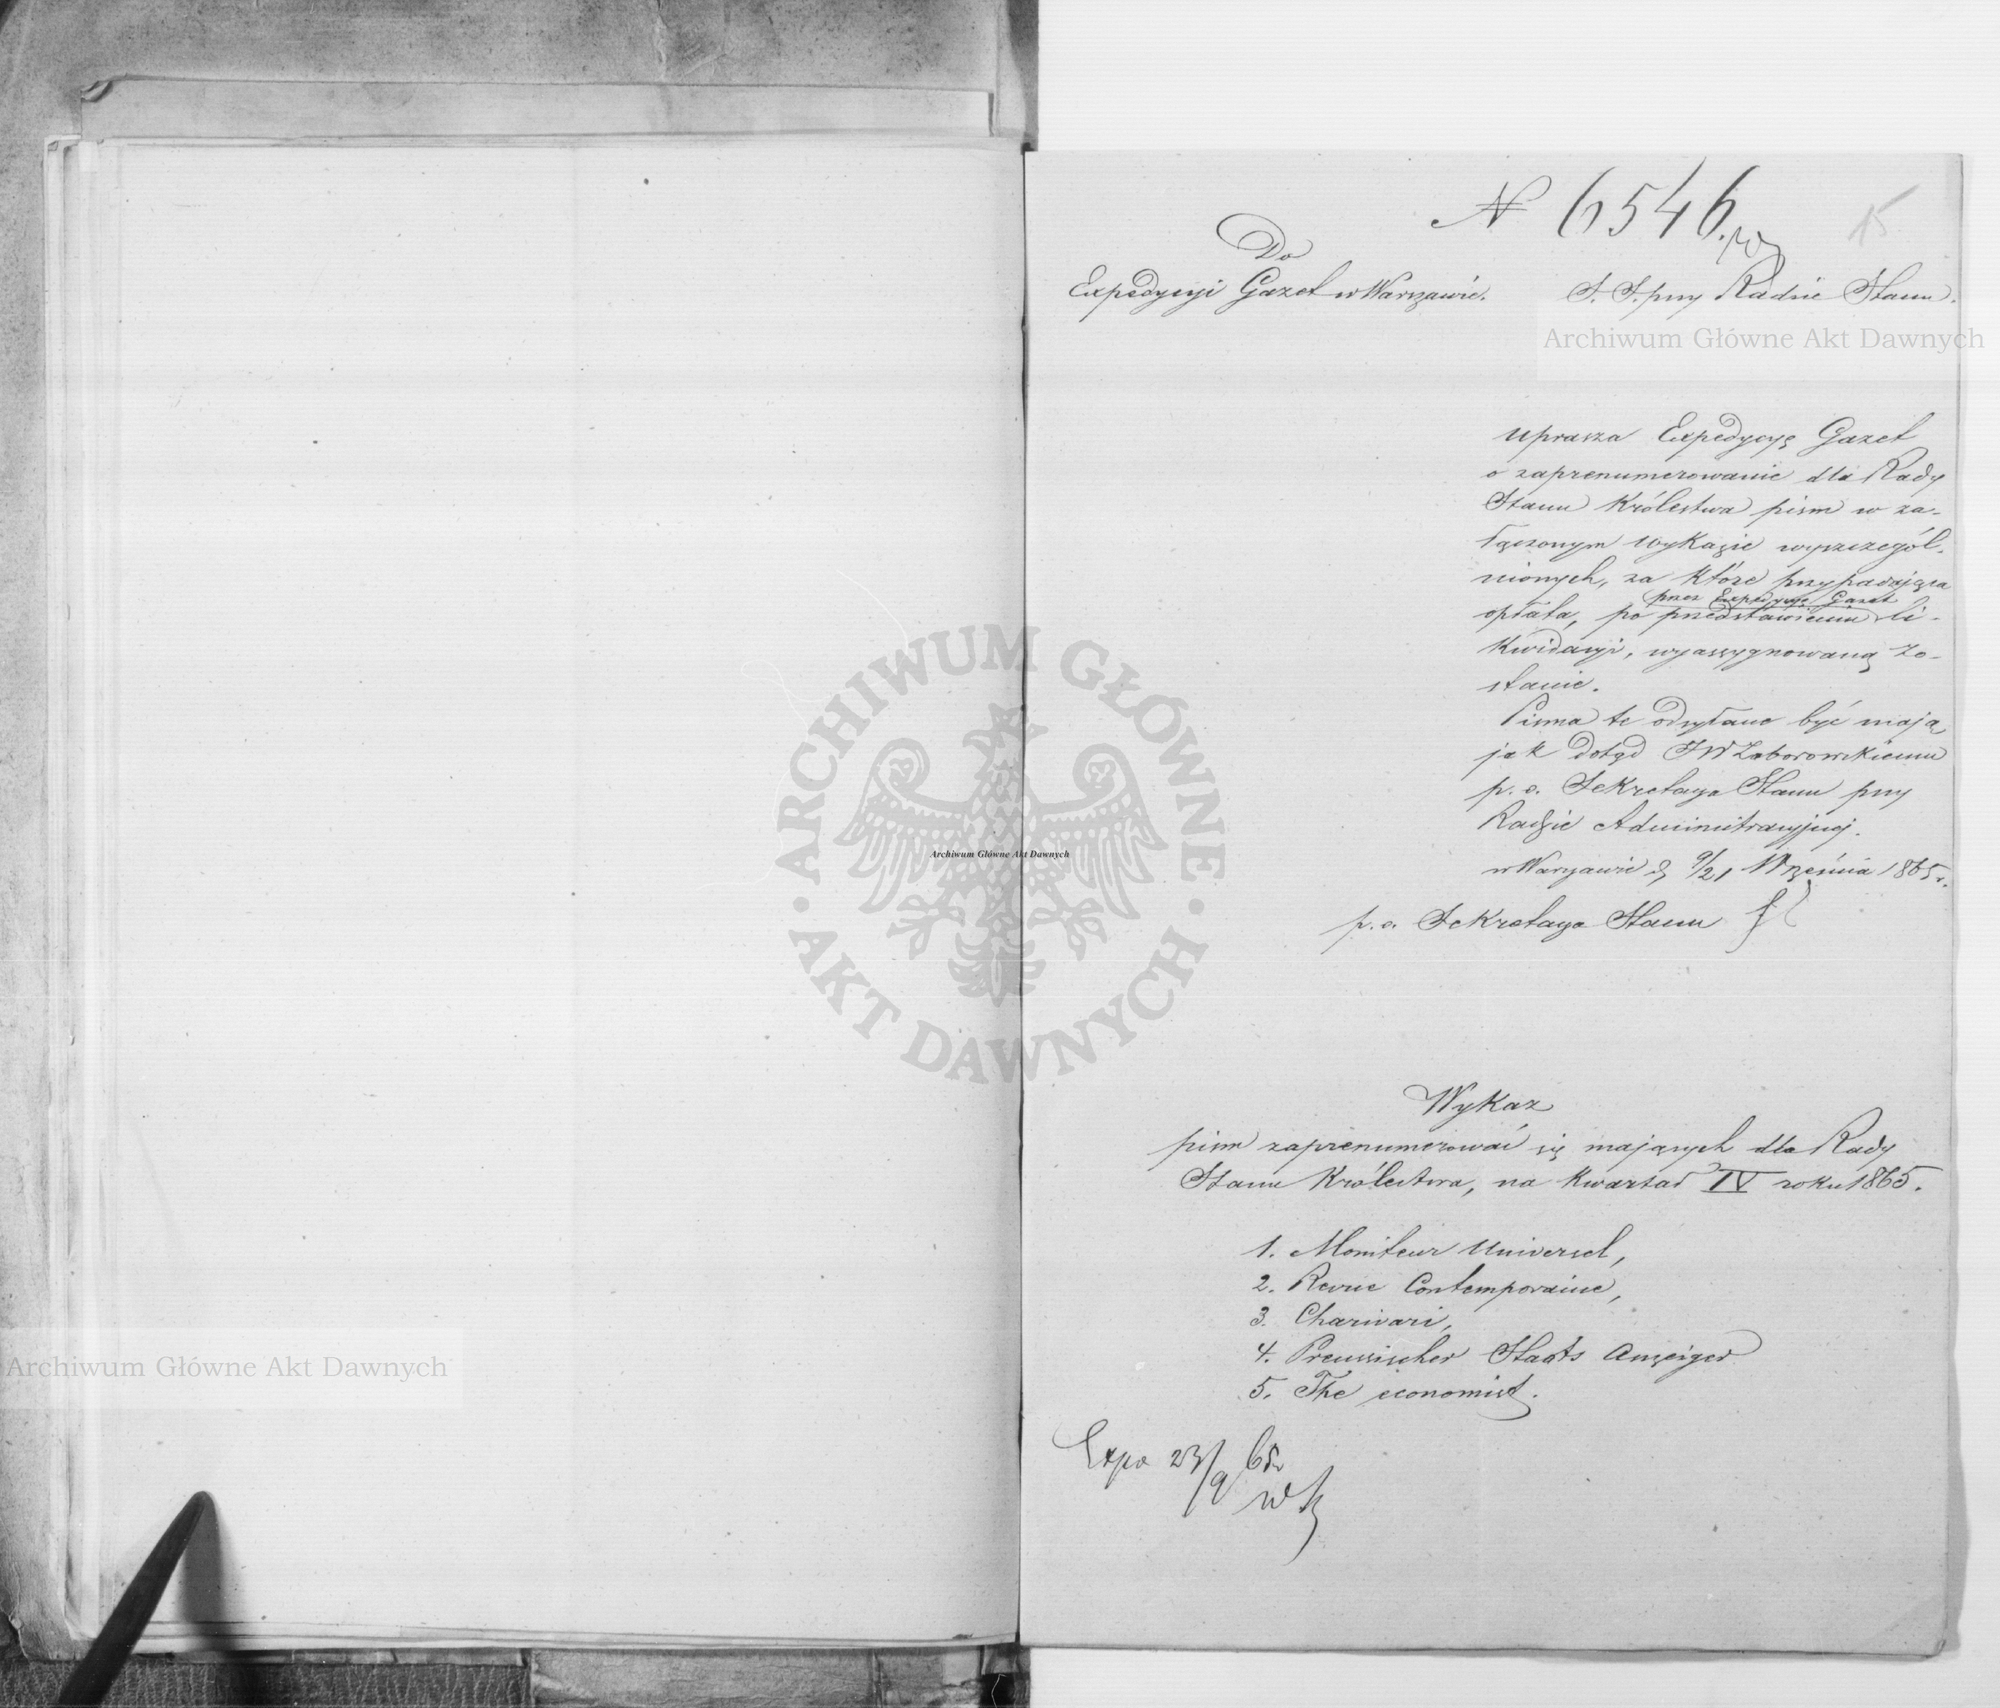 N 6546.
15
Do
Expedycyi Gazet w Warszawie.
S. S. przy Radzie Stanu.
Archiwum Główne Akt Dawnych
Uprasza Expedycyę Gazet
o zaprenumerowanie dla Rady
Stanu Królestwa pism w za-
łączonym wykazie wyszczegól-
nionych, za które przypadająca
przez Expedycyę Gazet
opłata, po przedstawieniu li-
kwidacyi, wyassygnowaną zo-
stanie.
Pisma te odsyłane być mają
jak dotąd JW Zaborowskiemu
p. o. Sekretarza Stanu przy
Radzie Administracyjnej.
w Warszawie d. 9/21 Września 1865 r.
p. o. Sekretarza Stanu
ARCHIWUM GŁÓWNE
AKT DAWNYCH
Archiwum Główne Akt Dawnych
Wykaz
pism zaprenumerować się mających dla Rady
Stanu Królestwa, na kwartał IV roku 1865.
1. Moniteur Universel,
2. Revue Contemporaine,
3. Charivari,
4. Preussischer Staats Anzeiger
5. The economist.
Archiwum Główne Akt Dawnych
Expo 23/9 65